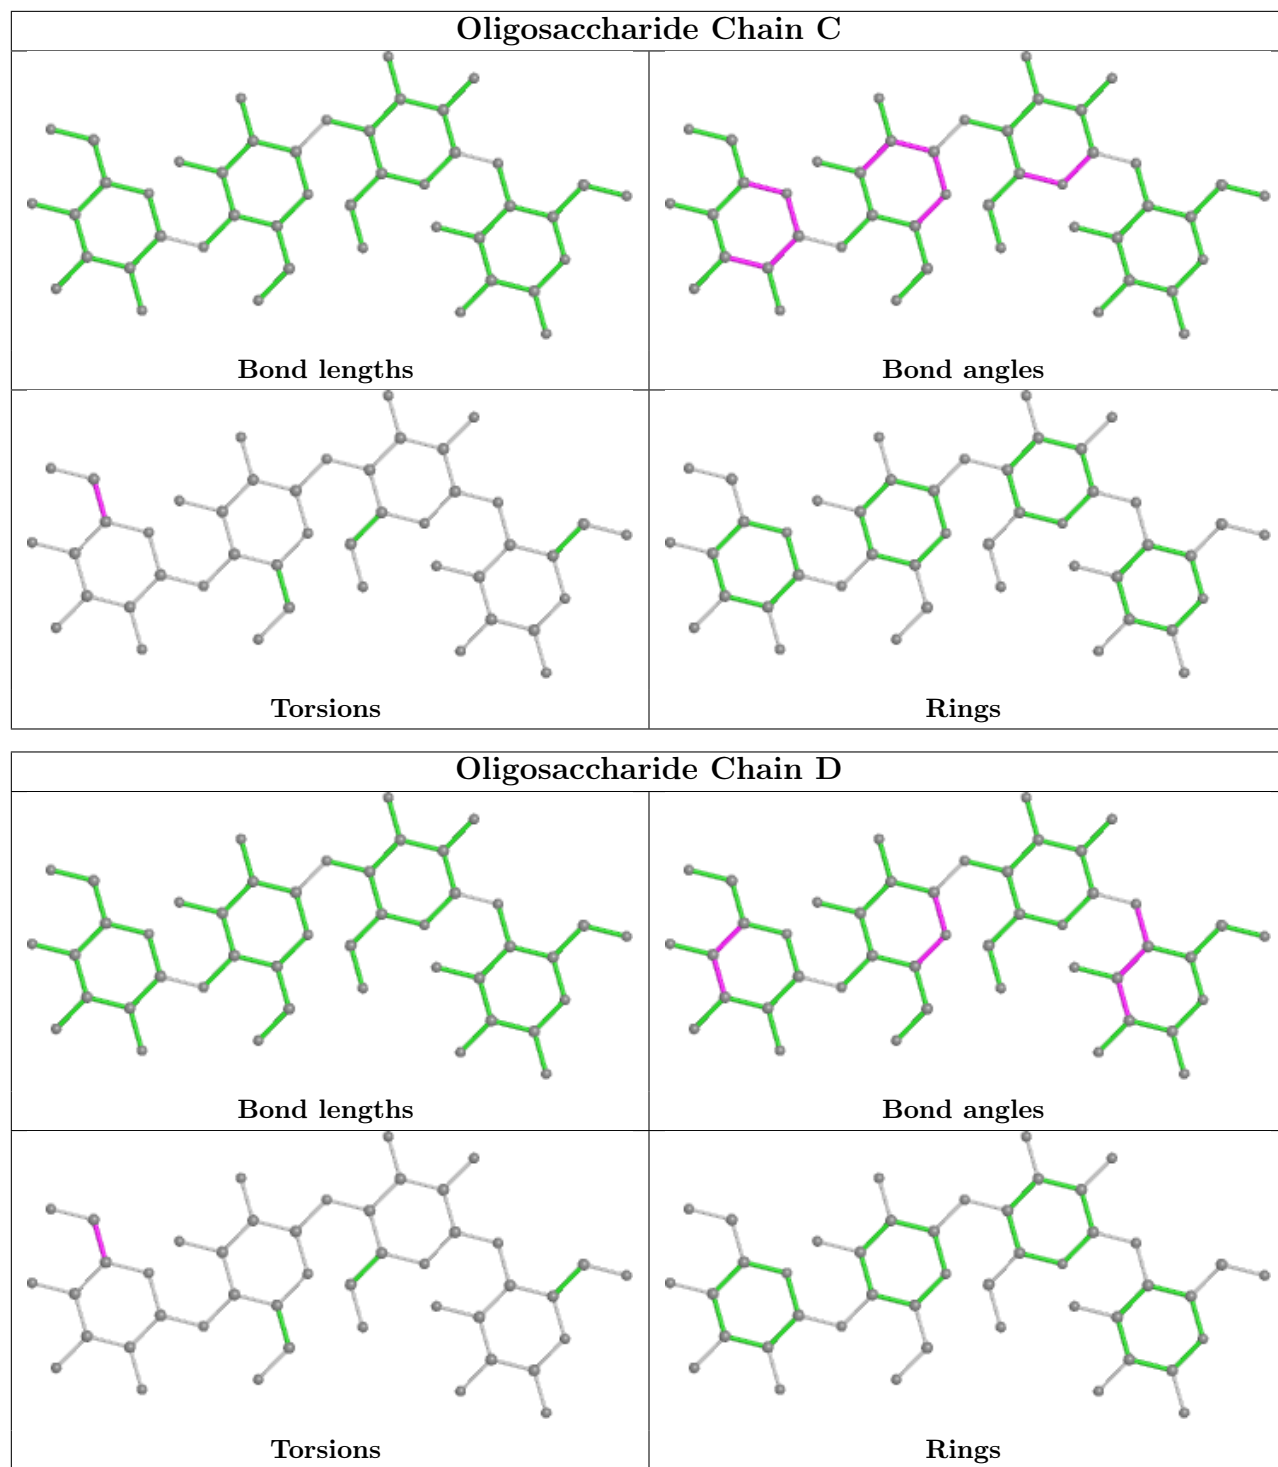 Oligosaccharide Chain C
Bond lengths
Bond angles
Torsions
Rings
Oligosaccharide Chain D
Bond lengths
Bond angles
Torsions
Rings